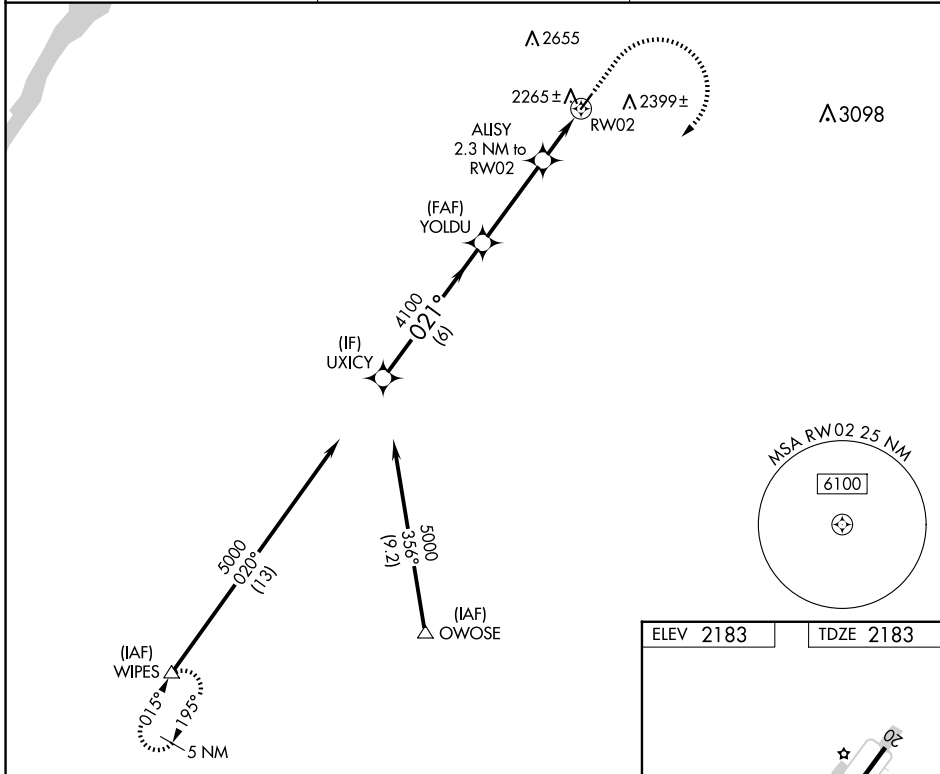 2655
2265±
2399±
RW02
3098
ALISY
2.3 NM to
RW02
(FAF)
YOLDU
4100
021°
(6)
(IF)
UXICY
MSA RW02 25 NM
6100
5000
020°
(13)
5000
356°
(9.2)
(IAF)
OWOSE
(IAF)
WIPES
015°
195°
5 NM
ELEV 2183
TDZE 2183
20